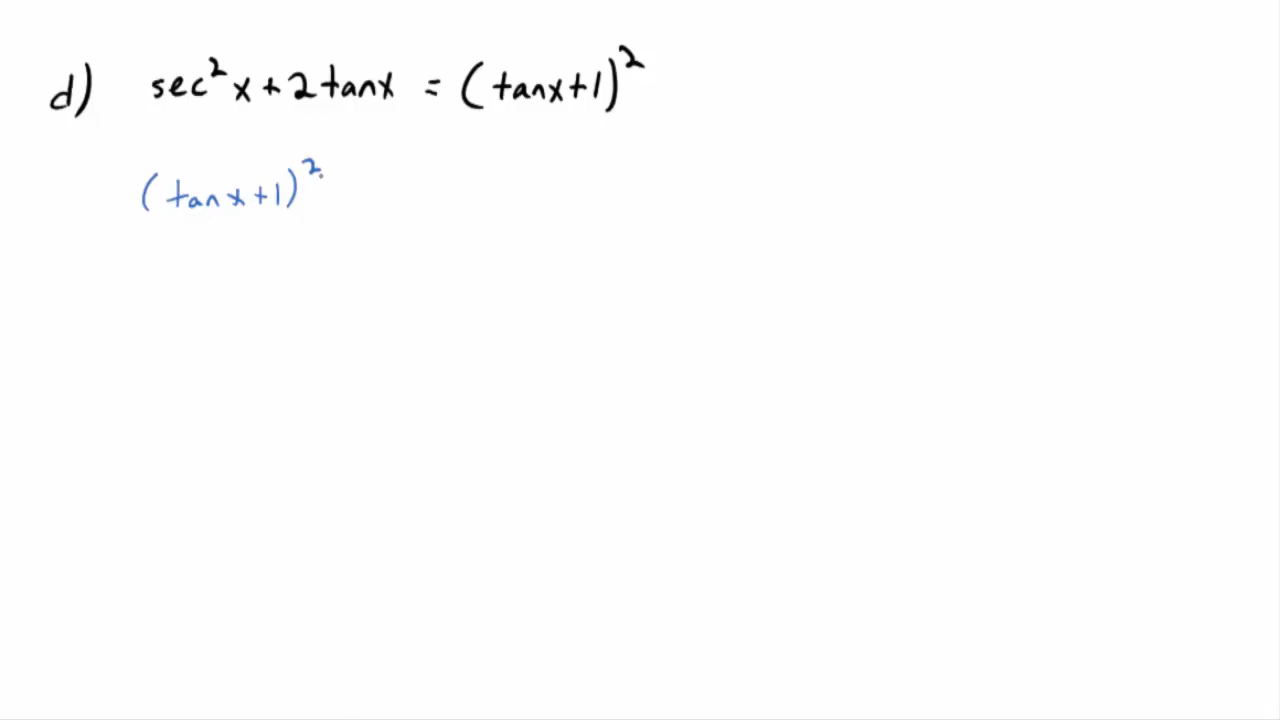 d) sec²x + 2tanx = (tanx+1)²
(tanx+1)²